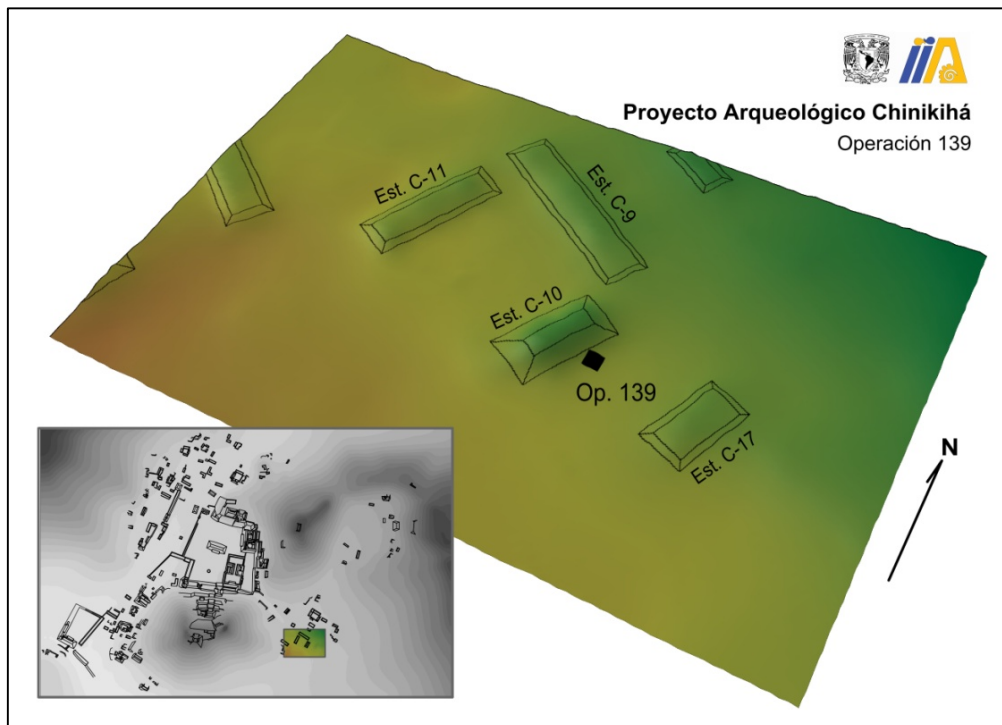 Proyecto Arqueológico Chinikihá
Operación 139
Est. C-11
Est. C-9
Est. C-10
Op. 139
Est. C-17
N